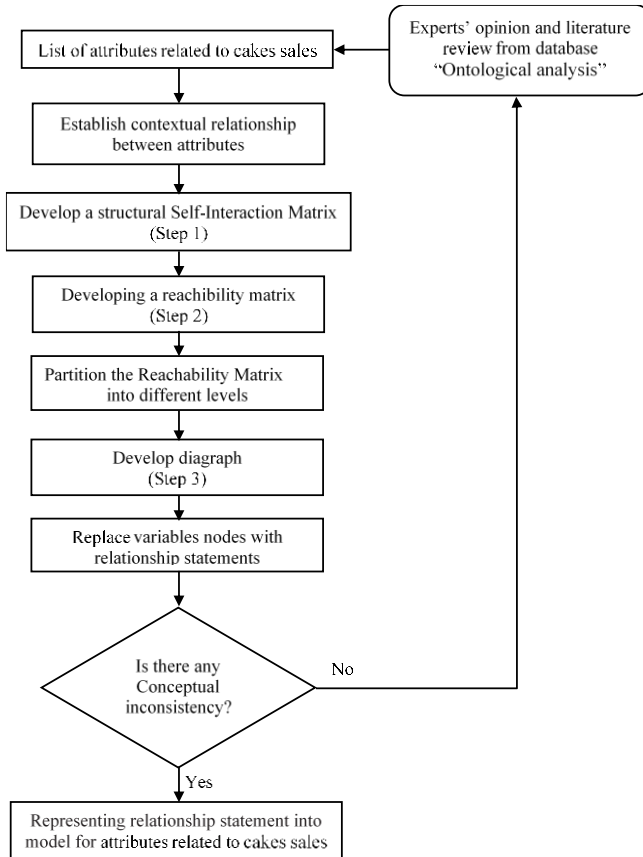 List of attributes related to cakes sales
Experts’ opinion and literature
review from database
“Ontological analysis”
Establish contextual relationship
between attributes
Develop a structural Self-Interaction Matrix
(Step 1)
Developing a reachibility matrix
(Step 2)
Partition the Reachability Matrix
into different levels
Develop diagraph
(Step 3)
Replace variables nodes with
relationship statements
Is there any
Conceptual
inconsistency?
No
Yes
Representing relationship statement into
model for attributes related to cakes sales